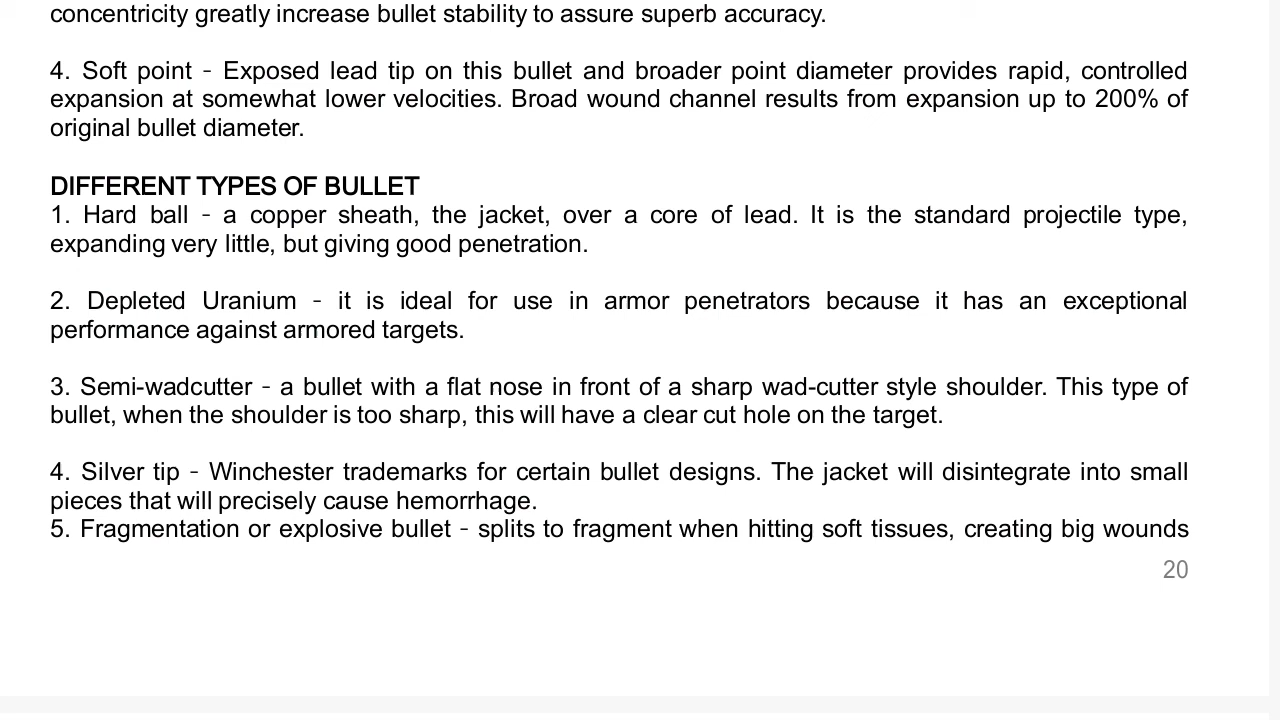 concentricity greatly increase bullet stability to assure superb accuracy.
4. Soft point - Exposed lead tip on this bullet and broader point diameter provides rapid, controlled
expansion at somewhat lower velocities. Broad wound channel results from expansion up to 200% of
original bullet diameter.
DIFFERENT TYPES OF BULLET
1. Hard ball - a copper sheath, the jacket, over a core of lead. It is the standard projectile type,
expanding very little, but giving good penetration.
2. Depleted Uranium - it is ideal for use in armor penetrators because it has an exceptional
performance against armored targets.
3. Semi-wadcutter - a bullet with a flat nose in front of a sharp wad-cutter style shoulder. This type of
bullet, when the shoulder is too sharp, this will have a clear cut hole on the target.
4. Silver tip - Winchester trademarks for certain bullet designs. The jacket will disintegrate into small
pieces that will precisely cause hemorrhage.
5. Fragmentation or explosive bullet - splits to fragment when hitting soft tissues, creating big wounds
20